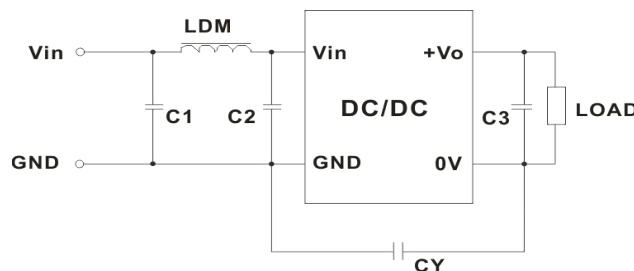 LDM
Vin
Vin
+Vo
C1
C2
DC/DC
C3
LOAD
GND
GND
0V
CY